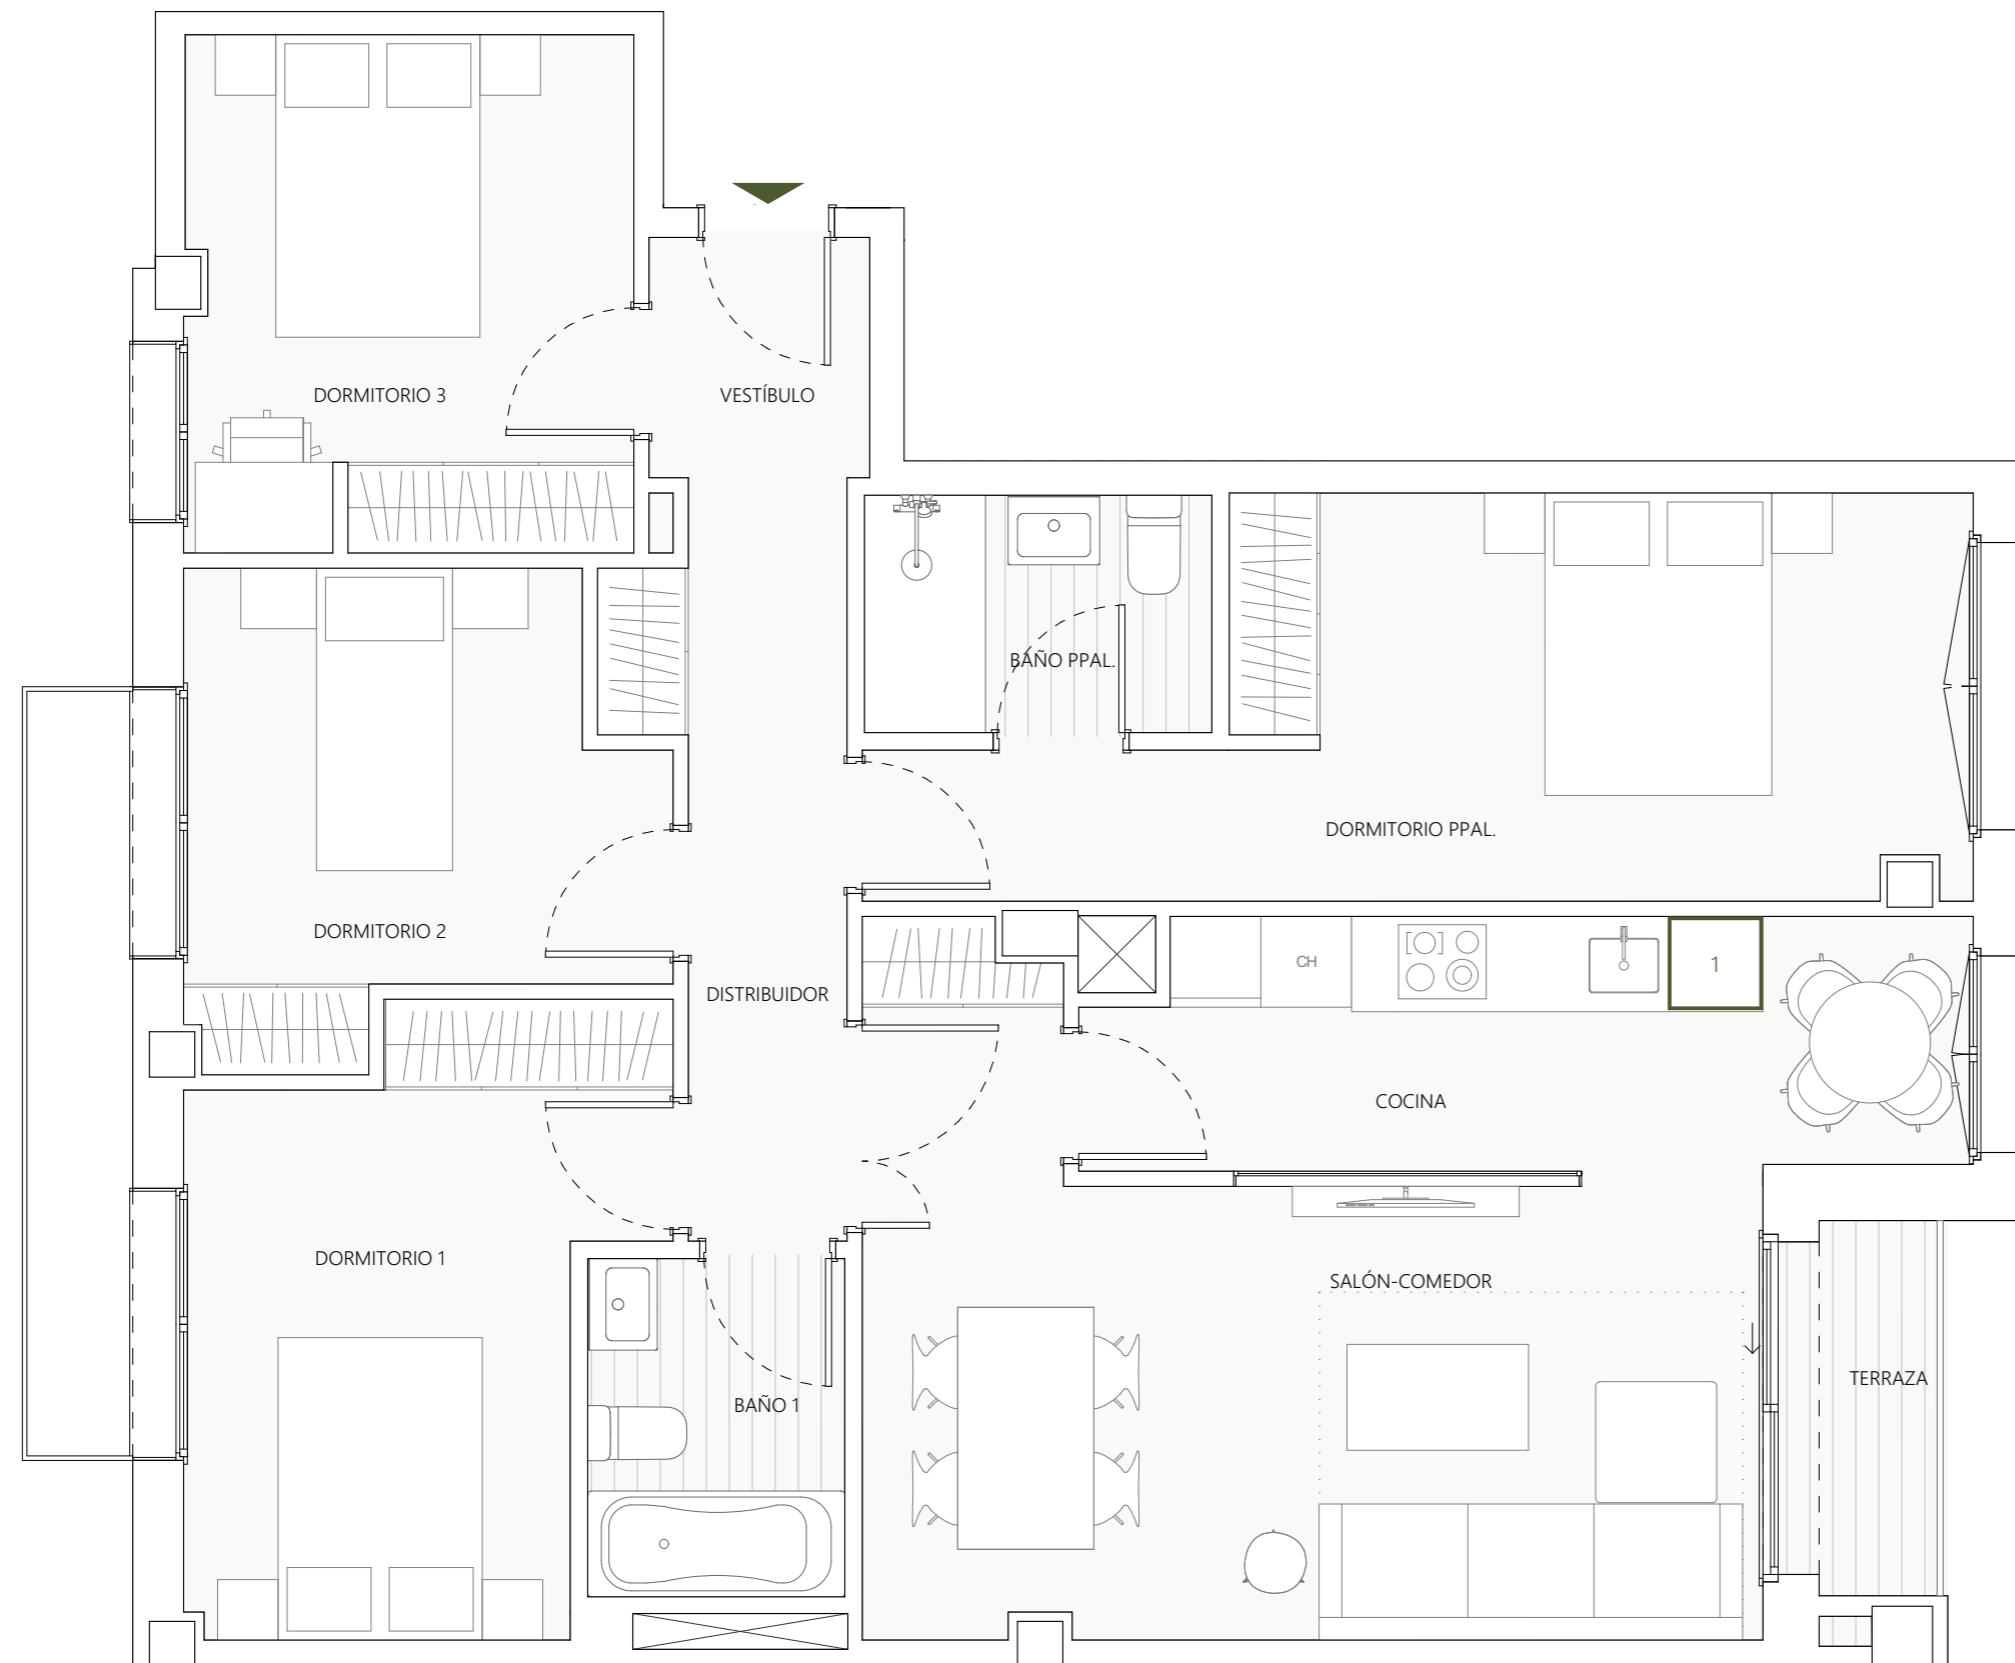 DORMITORIO 3
VESTÍBULO
BAÑO PPAL.
DORMITORIO PPAL.
DORMITORIO 2
CH
1
DISTRIBUIDOR
COCINA
DORMITORIO 1
SALÓN-COMEDOR
TERRAZA
BAÑO 1